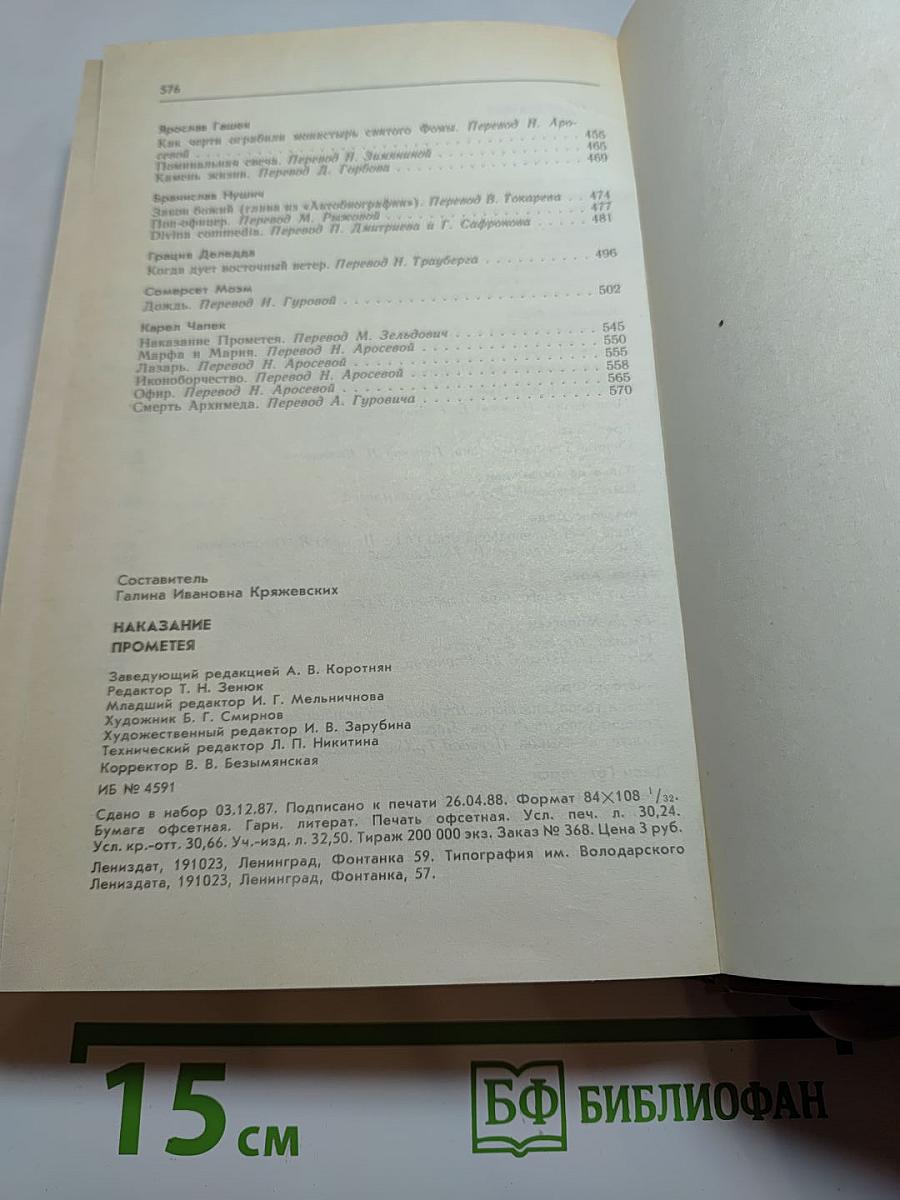 576
Ярослав Гашек
Как черти ограбили монастырь святого Фомы. Перевод Н. Аро-
севой . . . . . . . . . . . . . . . . . . . . . . . . . . 456
Поминальная свеча. Перевод Н. Зимяниной . . . . . . . . . . 466
Камень жизни. Перевод Д. Горбова . . . . . . . . . . . . . 469
Бранислав Нушич
Закон божий (глава из «Автобиографии»). Перевод В. Токарева . . 474
Поп-офицер. Перевод М. Рыжовой . . . . . . . . . . . . . . 477
Divina commedia. Перевод П. Дмитриева и Г. Сафронова . . . . . 481
Грация Деледда
Когда дует восточный ветер. Перевод Н. Трауберга . . . . . . . . 496
Сомерсет Моэм
Дождь. Перевод И. Гуровой . . . . . . . . . . . . . . . . . 502
Карел Чапек
Наказание Прометея. Перевод М. Зельдович . . . . . . . . . . 545
Марфа и Мария. Перевод Н. Аросевой . . . . . . . . . . . . 550
Лазарь. Перевод Н. Аросевой . . . . . . . . . . . . . . . . 555
Иконоборчество. Перевод Н. Аросевой . . . . . . . . . . . . 558
Офир. Перевод Н. Аросевой . . . . . . . . . . . . . . . . . 565
Смерть Архимеда. Перевод А. Гуровича . . . . . . . . . . . . 570
Составитель
Галина Ивановна Кряжевских
НАКАЗАНИЕ
ПРОМЕТЕЯ
Заведующий редакцией А. В. Коротнян
Редактор Т. Н. Зенюк
Младший редактор И. Г. Мельничнова
Художник Б. Г. Смирнов
Художественный редактор И. В. Зарубина
Технический редактор Л. П. Никитина
Корректор В. В. Безымянская
ИБ № 4591
Сдано в набор 03.12.87. Подписано к печати 26.04.88. Формат 84×108 1/32.
Бумага офсетная. Гарн. литерат. Печать офсетная. Усл. печ. л. 30,24.
Усл. кр.-отт. 30,66. Уч.-изд. л. 32,50. Тираж 200 000 экз. Заказ № 368. Цена 3 руб.
Лениздат, 191023, Ленинград, Фонтанка 59. Типография им. Володарского
Лениздата, 191023, Ленинград, Фонтанка, 57.
15 см
БФ БИБЛИОФАН